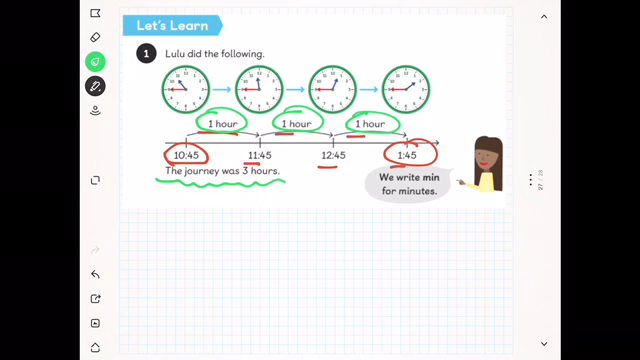 Let's Learn
1 Lulu did the following.
1 hour 1 hour 1 hour
10:45 11:45 12:45 1:45
The journey was 3 hours.
We write min
for minutes.
27 / 28